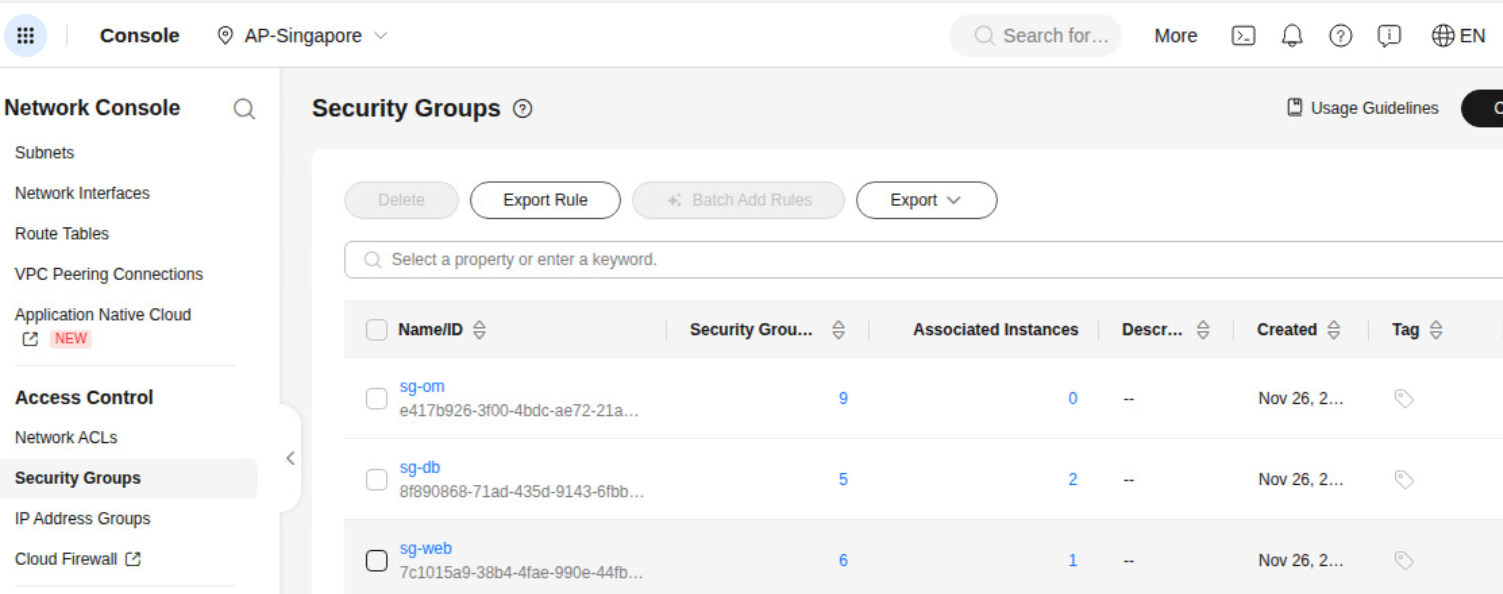 Console AP-Singapore Search for... More EN
Network Console
Subnets
Network Interfaces
Route Tables
VPC Peering Connections
Application Native Cloud
NEW
Access Control
Network ACLs
Security Groups
IP Address Groups
Cloud Firewall
Security Groups Usage Guidelines
Delete Export Rule Batch Add Rules Export
Select a property or enter a keyword.
Name/ID Security Grou... Associated Instances Descr... Created Tag
sg-om
e417b926-3f00-4bdc-ae72-21a... 9 0 -- Nov 26, 2...
sg-db
8f890868-71ad-435d-9143-6fbb... 5 2 -- Nov 26, 2...
sg-web
7c1015a9-38b4-4fae-990e-44fb... 6 1 -- Nov 26, 2...